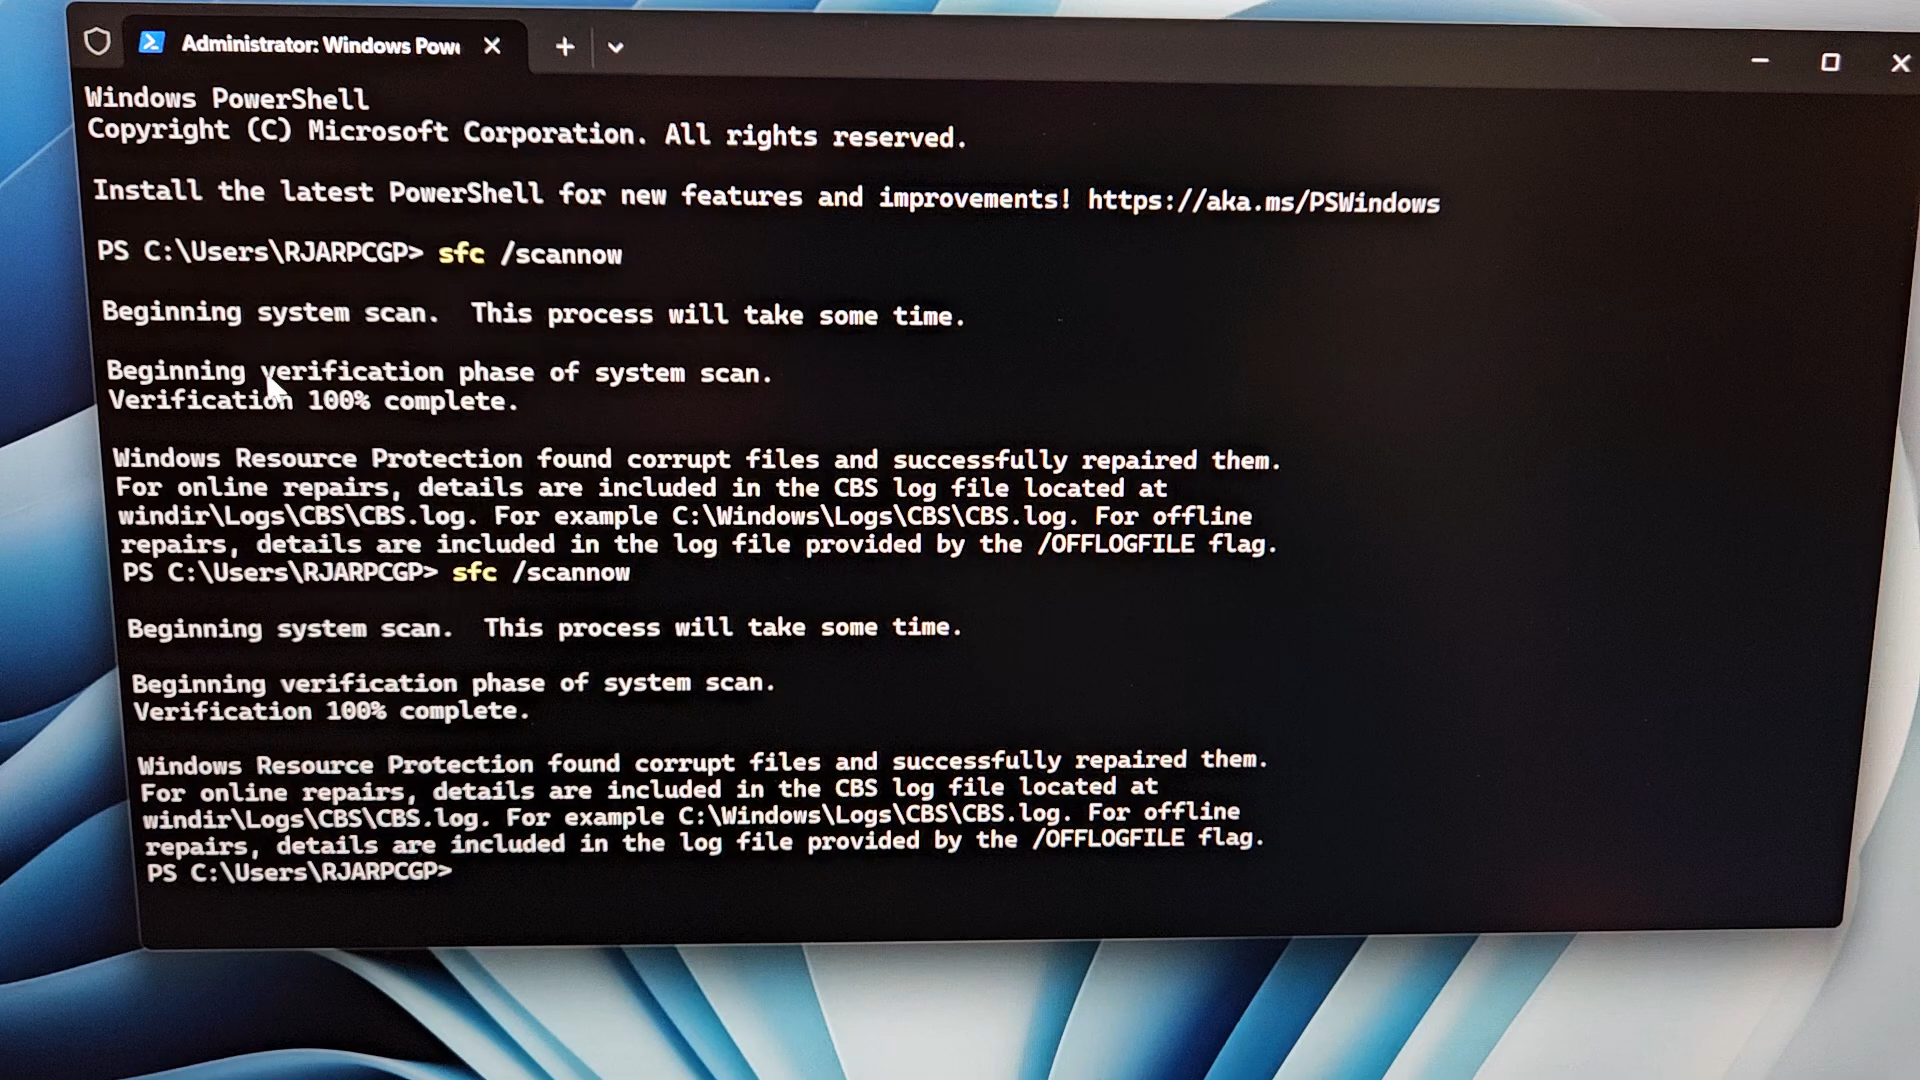 Administrator: Windows Pow
Windows PowerShell
Copyright (C) Microsoft Corporation. All rights reserved.
Install the latest PowerShell for new features and improvements! https://aka.ms/PSWindows
PS C:\Users\RJARPCGP> sfc /scannow
Beginning system scan.  This process will take some time.
Beginning verification phase of system scan.
Verification 100% complete.
Windows Resource Protection found corrupt files and successfully repaired them.
For online repairs, details are included in the CBS log file located at
windir\Logs\CBS\CBS.log. For example C:\Windows\Logs\CBS\CBS.log. For offline
repairs, details are included in the log file provided by the /OFFLOGFILE flag.
PS C:\Users\RJARPCGP> sfc /scannow
Beginning system scan.  This process will take some time.
Beginning verification phase of system scan.
Verification 100% complete.
Windows Resource Protection found corrupt files and successfully repaired them.
For online repairs, details are included in the CBS log file located at
windir\Logs\CBS\CBS.log. For example C:\Windows\Logs\CBS\CBS.log. For offline
repairs, details are included in the log file provided by the /OFFLOGFILE flag.
PS C:\Users\RJARPCGP>